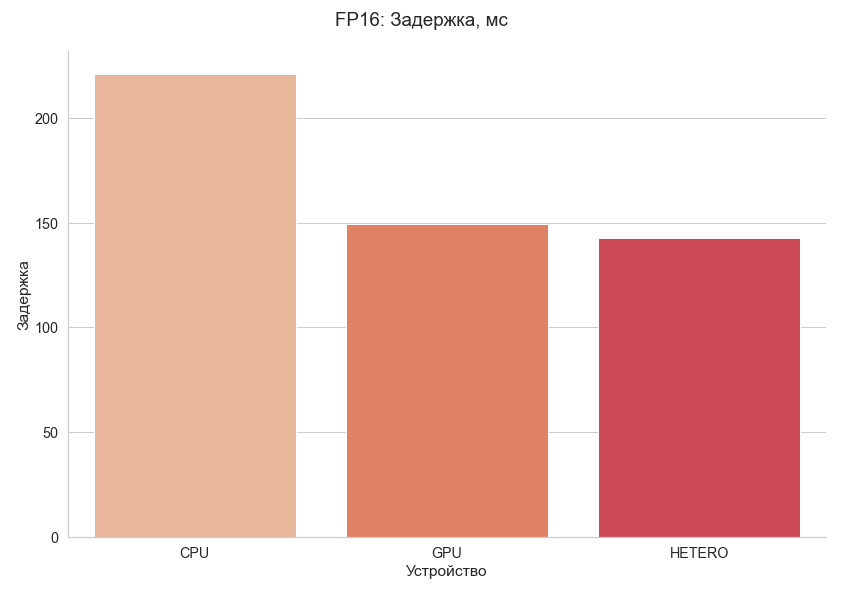 FP16: Задержка, мс
Задержка
200
150
100
50
0
CPU
GPU
HETERO
Устройство